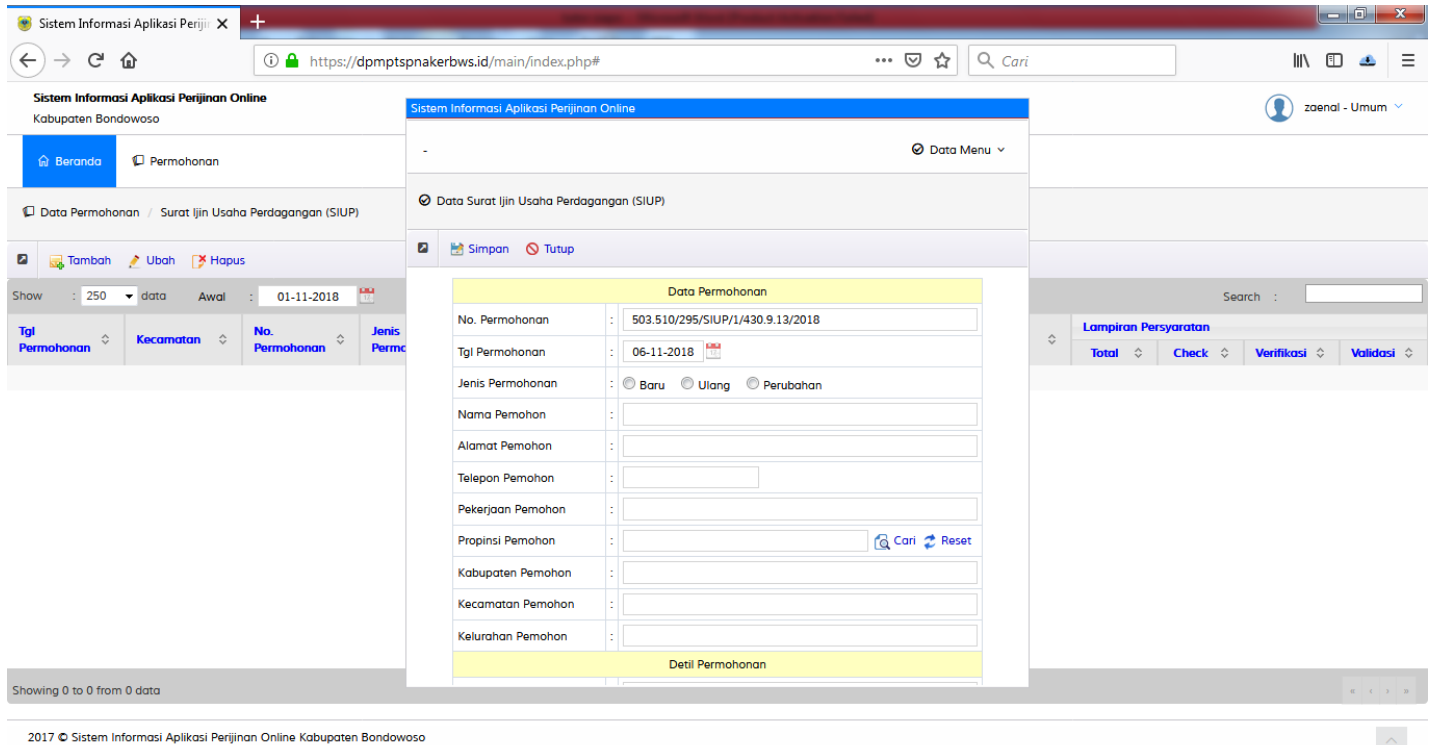 Sistem Informasi Aplikasi Periji
https://dpmptspnakerbws.id/main/index.php#
Cari
Sistem Informasi Aplikasi Perijinan Online
Kabupaten Bondowoso
zaenal - Umum
Beranda
Permohonan
Data Permohonan / Surat Ijin Usaha Perdagangan (SIUP)
Tambah Ubah Hapus
Show : 250 data Awal : 01-11-2018
Search :
Tgl Permohonan
Kecamatan
No. Permohonan
Jenis
Lampiran Persyaratan
Total Check Verifikasi Validasi
Sistem Informasi Aplikasi Perijinan Online
- Data Menu
Data Surat Ijin Usaha Perdagangan (SIUP)
Simpan Tutup
Data Permohonan
No. Permohonan : 503.510/295/SIUP/1/430.9.13/2018
Tgl Permohonan : 06-11-2018
Jenis Permohonan : Baru Ulang Perubahan
Nama Pemohon :
Alamat Pemohon :
Telepon Pemohon :
Pekerjaan Pemohon :
Propinsi Pemohon : Cari Reset
Kabupaten Pemohon :
Kecamatan Pemohon :
Kelurahan Pemohon :
Detil Permohonan
Showing 0 to 0 from 0 data
2017 © Sistem Informasi Aplikasi Perijinan Online Kabupaten Bondowoso